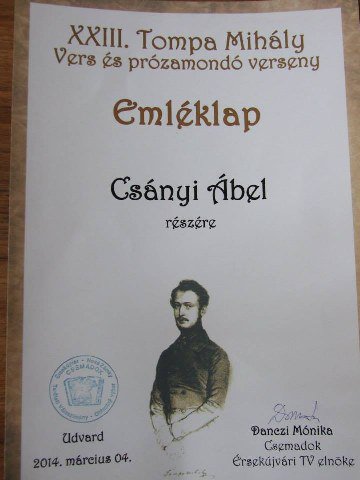 XXIII. Tompa Mihály
Vers és prózamondó verseny
Emléklap
Csányi Ábel
részére
CSEMADOK
Udvard
2014. március 04.
Danczi Mónika
Csemadok
Érsekújvári TV elnöke